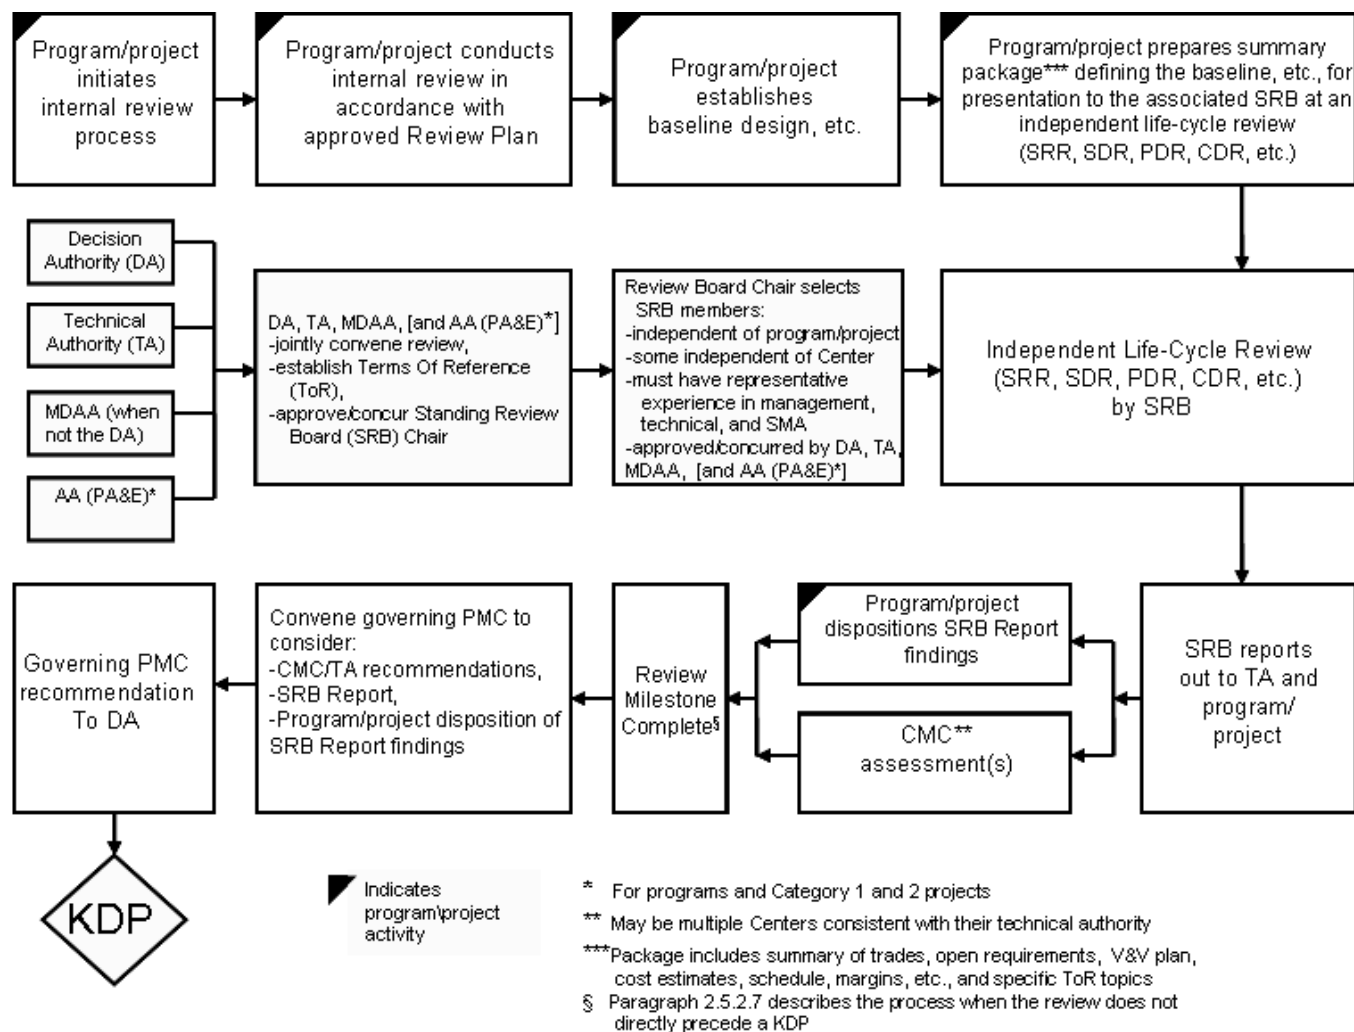 Program/project
initiates
internal review
process
Program/project conducts
internal review in
accordance with
approved Review Plan
Program/project
establishes
baseline design, etc.
Program/project prepares summary
package*** defining the baseline, etc., for
presentation to the associated SRB at an
independent life-cycle review
(SRR, SDR, PDR, CDR, etc.)
Decision
Authority (DA)
Technical
Authority (TA)
MDAA (when
not the DA)
AA (PA&E)*
DA, TA, MDAA, [and AA (PA&E)*]
-jointly convene review,
-establish Terms Of Reference
(ToR),
-approve/concur Standing Review
Board (SRB) Chair
Review Board Chair selects
SRB members:
-independent of program/project
-some independent of Center
-must have representative
experience in management,
technical, and SMA
-approved/concurred by DA, TA,
MDAA, [and AA (PA&E)*]
Independent Life-Cycle Review
(SRR, SDR, PDR, CDR, etc.)
by SRB
Governing PMC
recommendation
To DA
Convene governing PMC to
consider:
-CMC/TA recommendations,
-SRB Report,
-Program/project disposition of
SRB Report findings
Review
Milestone
Complete§
Program/project
dispositions SRB Report
findings
CMC**
assessment(s)
SRB reports
out to TA and
program/
project
KDP
Indicates
program\project
activity
* For programs and Category 1 and 2 projects
** May be multiple Centers consistent with their technical authority
***Package includes summary of trades, open requirements, V&V plan,
cost estimates, schedule, margins, etc., and specific ToR topics
§ Paragraph 2.5.2.7 describes the process when the review does not
directly precede a KDP